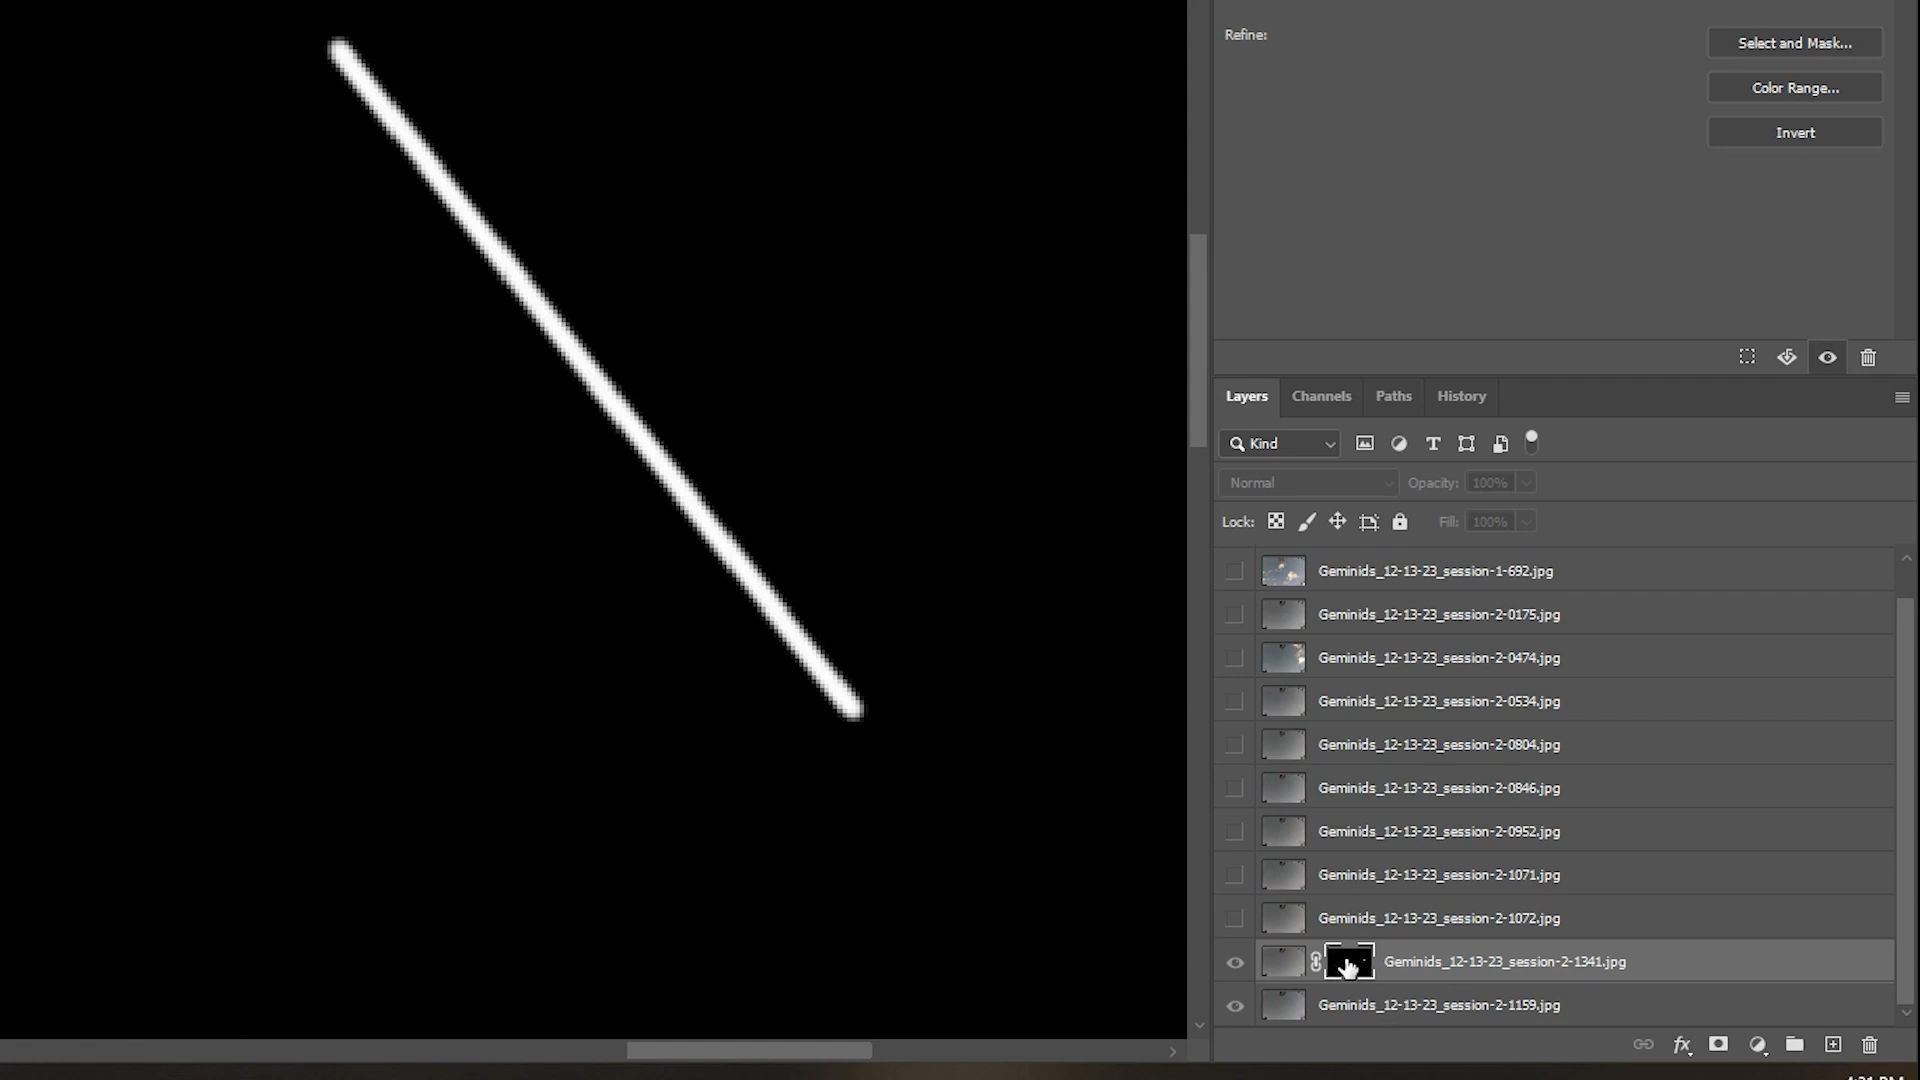 Refine:
Select and Mask...
Color Range...
Invert
Layers Channels Paths History
Kind
Normal Opacity: 100%
Lock: Fill: 100%
Geminids_12-13-23_session-1-692.jpg
Geminids_12-13-23_session-2-0175.jpg
Geminids_12-13-23_session-2-0474.jpg
Geminids_12-13-23_session-2-0534.jpg
Geminids_12-13-23_session-2-0804.jpg
Geminids_12-13-23_session-2-0846.jpg
Geminids_12-13-23_session-2-0952.jpg
Geminids_12-13-23_session-2-1071.jpg
Geminids_12-13-23_session-2-1072.jpg
Geminids_12-13-23_session-2-1341.jpg
Geminids_12-13-23_session-2-1159.jpg
fx